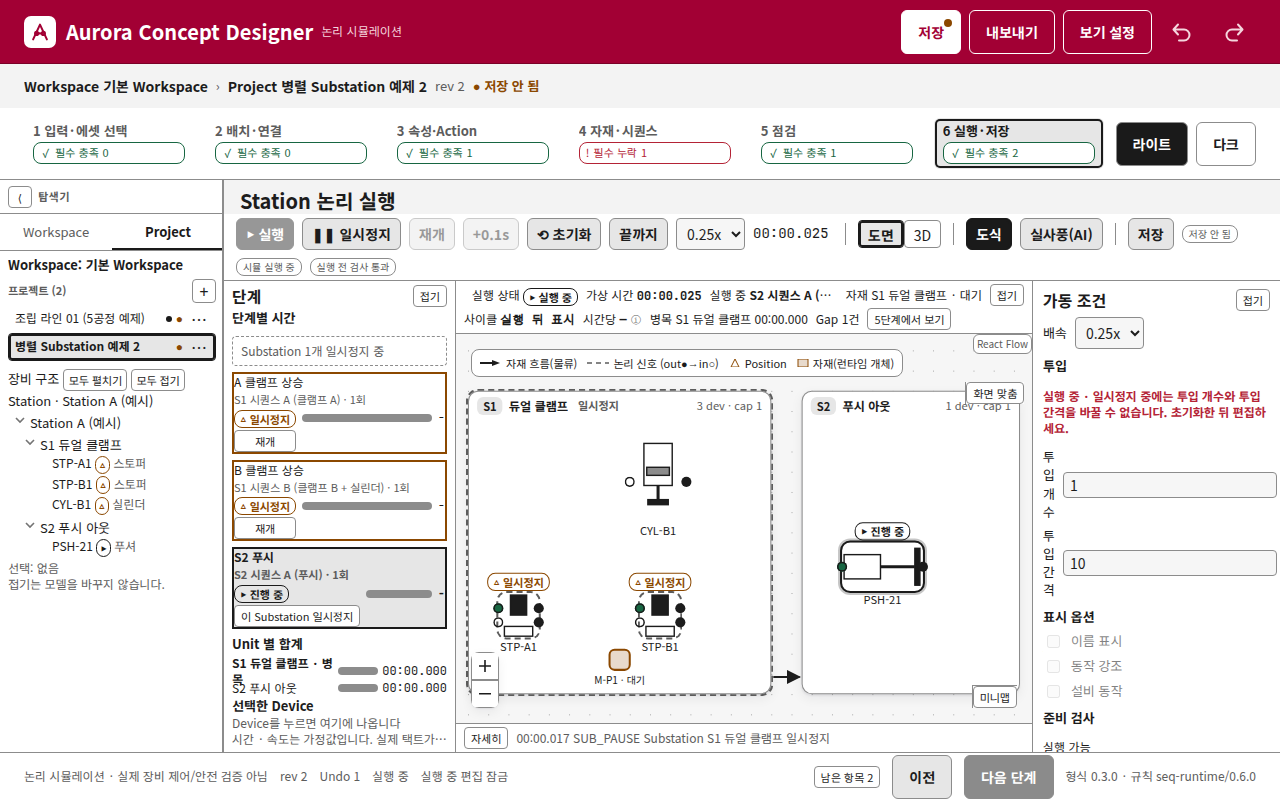 Aurora Concept Designer 논리 시뮬레이션
저장 내보내기 보기 설정
Workspace 기본 Workspace › Project 병렬 Substation 예제 2 rev 2 ● 저장 안 됨
1 입력·에셋 선택
✓ 필수 충족 0
2 배치·연결
✓ 필수 충족 0
3 속성·Action
✓ 필수 충족 1
4 자재·시퀀스
! 필수 누락 1
5 점검
✓ 필수 충족 1
6 실행·저장
✓ 필수 충족 2
라이트 다크
⟨ 탐색기
Workspace Project
Workspace: 기본 Workspace
프로젝트 (2) +
조립 라인 01 (5공정 예제) ● ● ···
병렬 Substation 예제 2 ● ···
장비 구조 모두 펼치기 모두 접기
Station · Station A (예시)
Station A (예시)
S1 듀얼 클램프
STP-A1 스토퍼
STP-B1 스토퍼
CYL-B1 실린더
S2 푸시 아웃
PSH-21 푸셔
선택: 없음
접기는 모델을 바꾸지 않습니다.
Station 논리 실행
▶ 실행 ❚❚ 일시정지 재개 +0.1s ⟲ 초기화 끝까지 0.25x 00:00.025 도면 3D 도식 실사풍(AI) 저장 저장 안 됨
시뮬 실행 중 실행 전 검사 통과
단계 접기
단계별 시간
Substation 1개 일시정지 중
A 클램프 상승
S1 시퀀스 A (클램프 A) · 1회
일시정지 -
재개
B 클램프 상승
S1 시퀀스 B (클램프 B + 실린더) · 1회
일시정지 -
재개
S2 푸시
S2 시퀀스 A (푸시) · 1회
▶ 진행 중 -
이 Substation 일시정지
Unit 별 합계
S1 듀얼 클램프 · 병목 00:00.000
S2 푸시 아웃 00:00.000
선택한 Device
Device를 누르면 여기에 나옵니다
시간 · 속도는 가정값입니다. 실제 택트가…
실행 상태 ▶ 실행 중 가상 시간 00:00.025 실행 중 S2 시퀀스 A (… 자재 S1 듀얼 클램프 · 대기 접기
사이클 실행 뒤 표시 시간당 – ⓘ 병목 S1 듀얼 클램프 00:00.000 Gap 1건 5단계에서 보기
React Flow
자재 흐름(물류) 논리 신호 (out●→in○) Position 자재(런타임 개체)
화면 맞춤
S1 듀얼 클램프 일시정지 3 dev · cap 1
S2 푸시 아웃 1 dev · cap 1
CYL-B1
▶ 진행 중
PSH-21
일시정지
STP-A1
일시정지
STP-B1
M-P1 · 대기
+
−
미니맵
자세히 00:00.017 SUB_PAUSE Substation S1 듀얼 클램프 일시정지
가동 조건 접기
배속 0.25x
투입
실행 중 · 일시정지 중에는 투입 개수와 투입 간격을 바꿀 수 없습니다. 초기화한 뒤 편집하세요.
투입 개수 1
투입 간격 10
표시 옵션
이름 표시
동작 강조
설비 동작
준비 검사
실행 가능
논리 시뮬레이션 · 실제 장비 제어/안전 검증 아님 rev 2 Undo 1 실행 중 실행 중 편집 잠금
남은 항목 2 이전 다음 단계 형식 0.3.0 · 규칙 seq-runtime/0.6.0